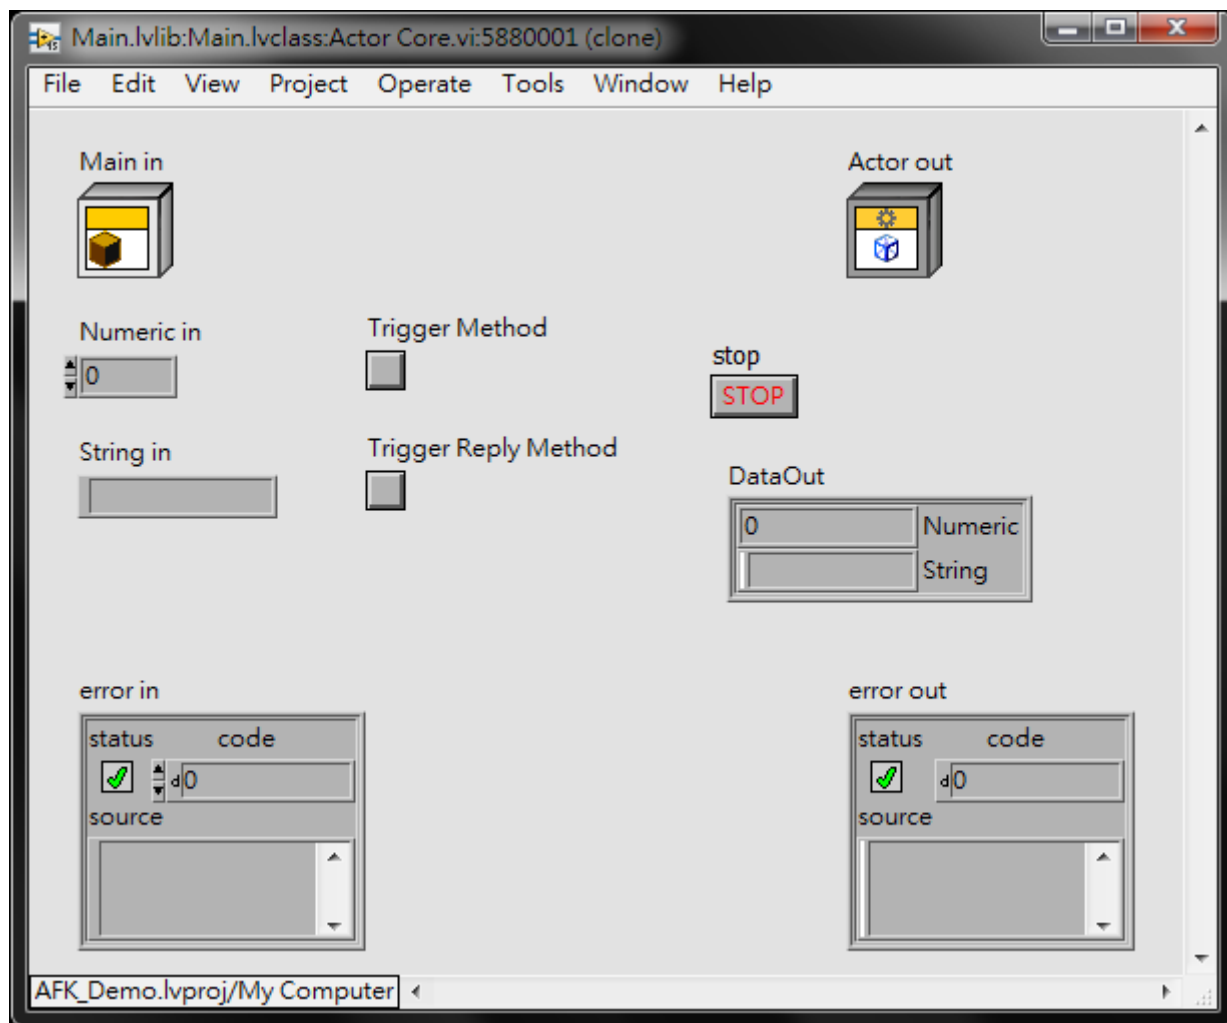 Main.lvlib:Main.lvclass:Actor Core.vi:5880001 (clone)
File Edit View Project Operate Tools Window Help
Main in
Actor out
Numeric in
0
Trigger Method
stop
STOP
String in
Trigger Reply Method
DataOut
0 Numeric
String
error in
status code
d 0
source
error out
status code
d 0
source
AFK_Demo.lvproj/My Computer